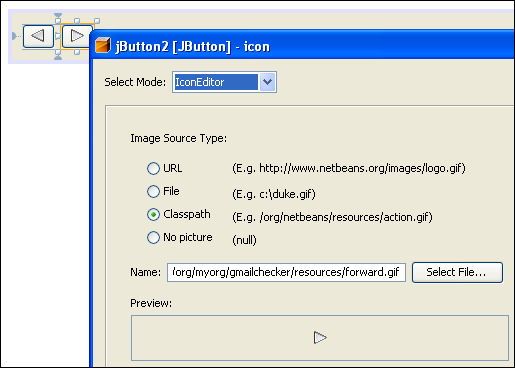 jButton2 [JButton] - icon
Select Mode: IconEditor
Image Source Type:
URL (E.g. http://www.netbeans.org/images/logo.gif)
File (E.g. c:\duke.gif)
Classpath (E.g. /org/netbeans/resources/action.gif)
No picture (null)
Name: /org/myorg/gmailchecker/resources/forward.gif Select File...
Preview: